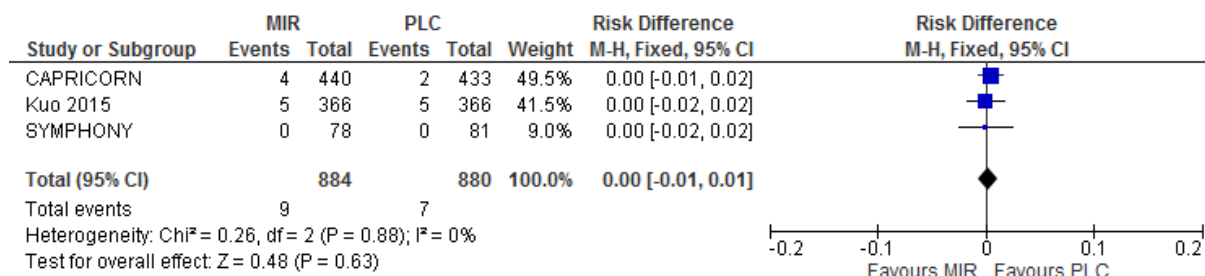 MIR PLC Risk Difference Risk Difference
Study or Subgroup Events Total Events Total Weight M-H, Fixed, 95% CI M-H, Fixed, 95% CI
CAPRICORN 4 440 2 433 49.5% 0.00 [-0.01, 0.02]
Kuo 2015 5 366 5 366 41.5% 0.00 [-0.02, 0.02]
SYMPHONY 0 78 0 81 9.0% 0.00 [-0.02, 0.02]
Total (95% CI) 884 880 100.0% 0.00 [-0.01, 0.01]
Total events 9 7
Heterogeneity: Chi² = 0.26, df = 2 (P = 0.88); I² = 0%
Test for overall effect: Z = 0.48 (P = 0.63)
-0.2 -0.1 0 0.1 0.2
Favours MIR Favours PLC